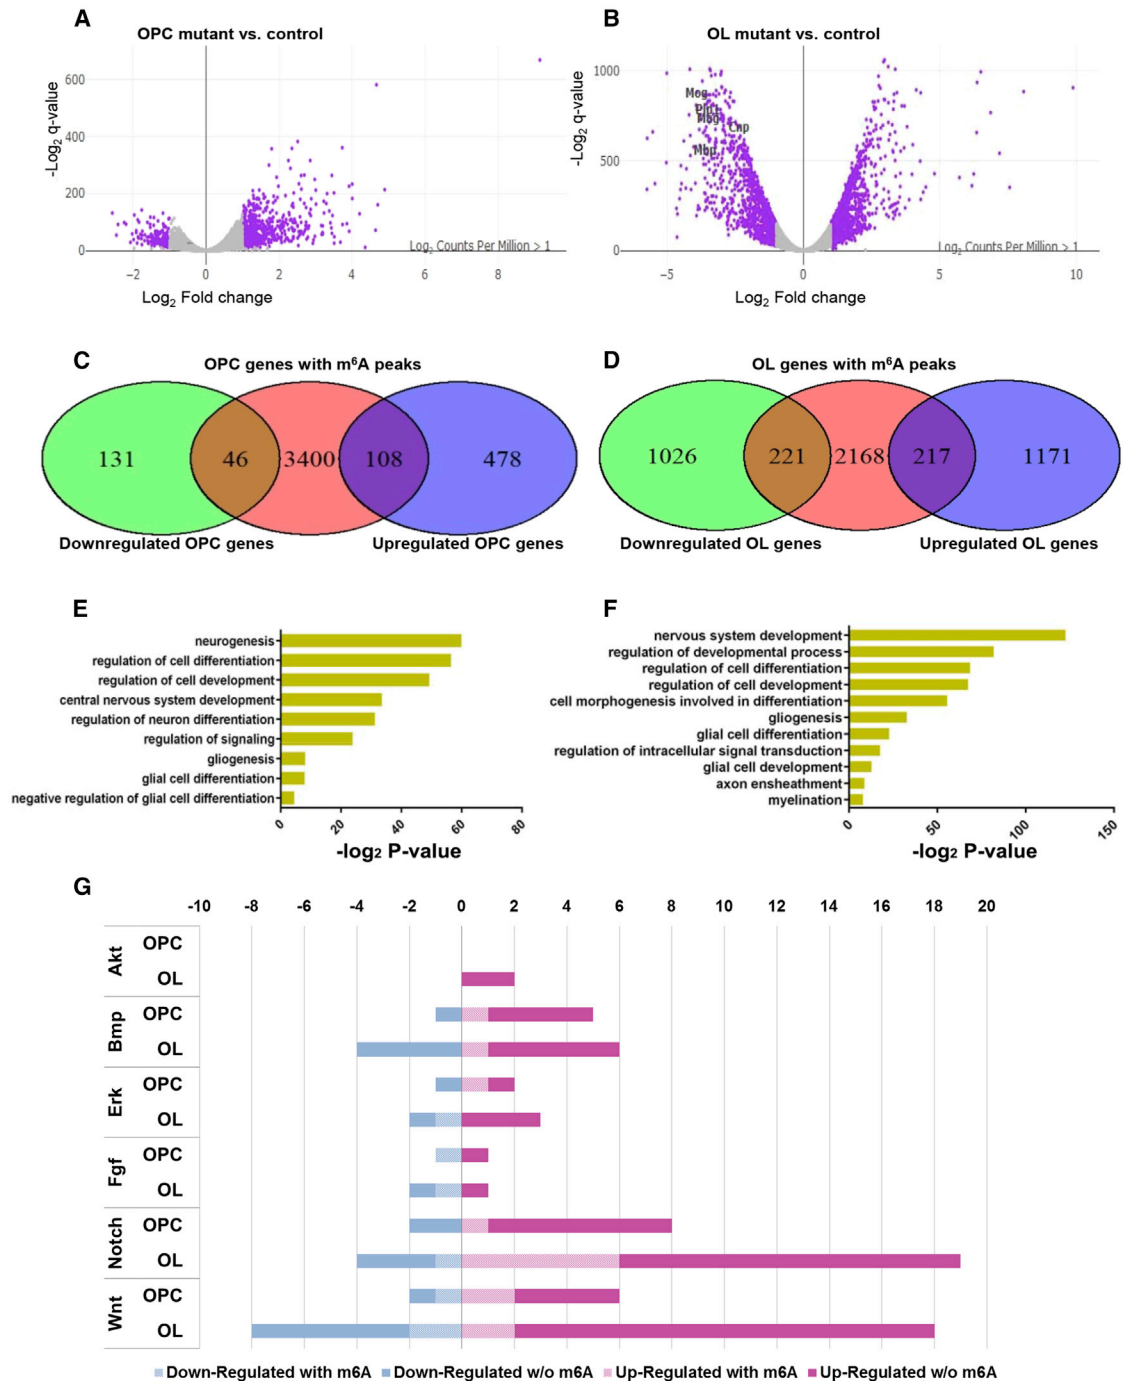 A
OPC mutant vs. control
-Log2 q-value
600
400
200
0
Log2 Counts Per Million > 1
−2 0 2 4 6 8
Log2 Fold change
B
OL mutant vs. control
-Log2 q-value
1000
500
0
Mog
Mag
Cnp
Mbp
Log2 Counts Per Million > 1
−5 0 5 10
Log2 Fold change
C
OPC genes with m6A peaks
131 46 3400 108 478
Downregulated OPC genes Upregulated OPC genes
D
OL genes with m6A peaks
1026 221 2168 217 1171
Downregulated OL genes Upregulated OL genes
E
neurogenesis
regulation of cell differentiation
regulation of cell development
central nervous system development
regulation of neuron differentiation
regulation of signaling
gliogenesis
glial cell differentiation
negative regulation of glial cell differentiation
0 20 40 60 80
-log2 P-value
F
nervous system development
regulation of developmental process
regulation of cell differentiation
regulation of cell development
cell morphogenesis involved in differentiation
gliogenesis
glial cell differentiation
regulation of intracellular signal transduction
glial cell development
axon ensheathment
myelination
0 50 100 150
-log2 P-value
G
-10 -8 -6 -4 -2 0 2 4 6 8 10 12 14 16 18 20
Akt
OPC
OL
Bmp
OPC
OL
Erk
OPC
OL
Fgf
OPC
OL
Notch
OPC
OL
Wnt
OPC
OL
Down-Regulated with m6A Down-Regulated w/o m6A Up-Regulated with m6A Up-Regulated w/o m6A